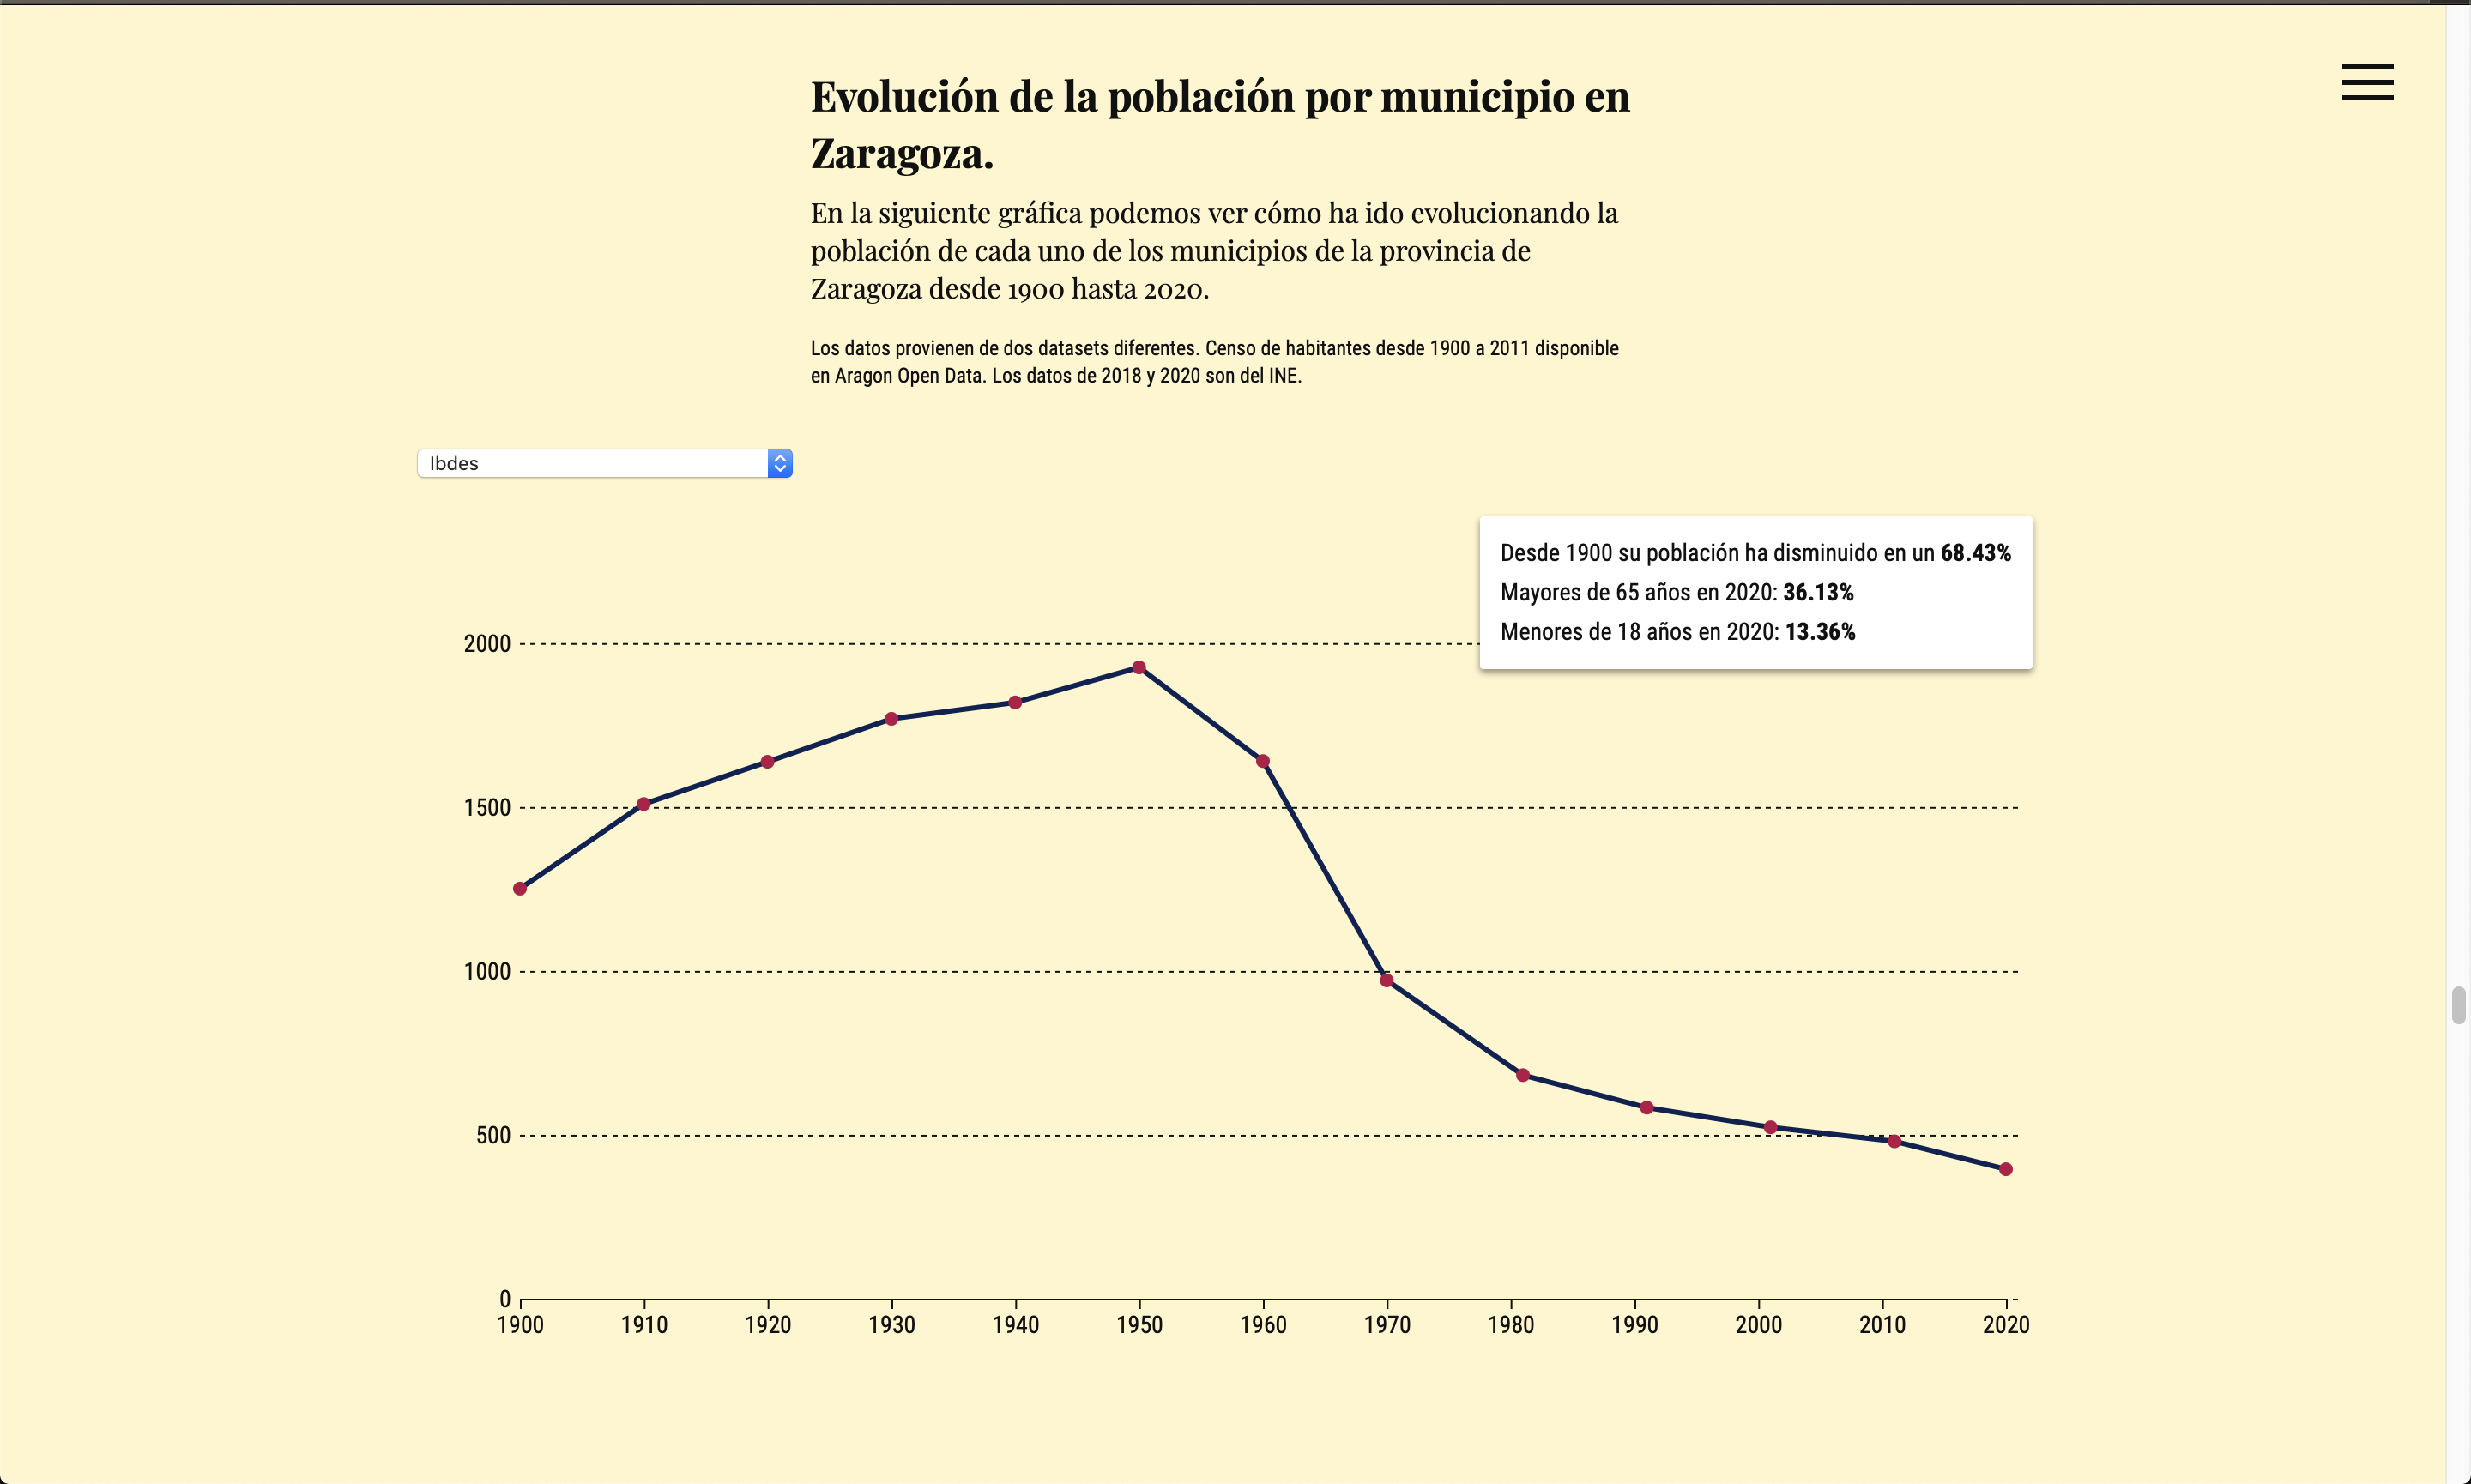 Evolución de la población por municipio en
Zaragoza.
En la siguiente gráfica podemos ver cómo ha ido evolucionando la
población de cada uno de los municipios de la provincia de
Zaragoza desde 1900 hasta 2020.
Los datos provienen de dos datasets diferentes. Censo de habitantes desde 1900 a 2011 disponible
en Aragon Open Data. Los datos de 2018 y 2020 son del INE.
Ibdes
Desde 1900 su población ha disminuido en un 68.43%
Mayores de 65 años en 2020: 36.13%
Menores de 18 años en 2020: 13.36%
2000
1500
1000
500
0
1900 1910 1920 1930 1940 1950 1960 1970 1980 1990 2000 2010 2020